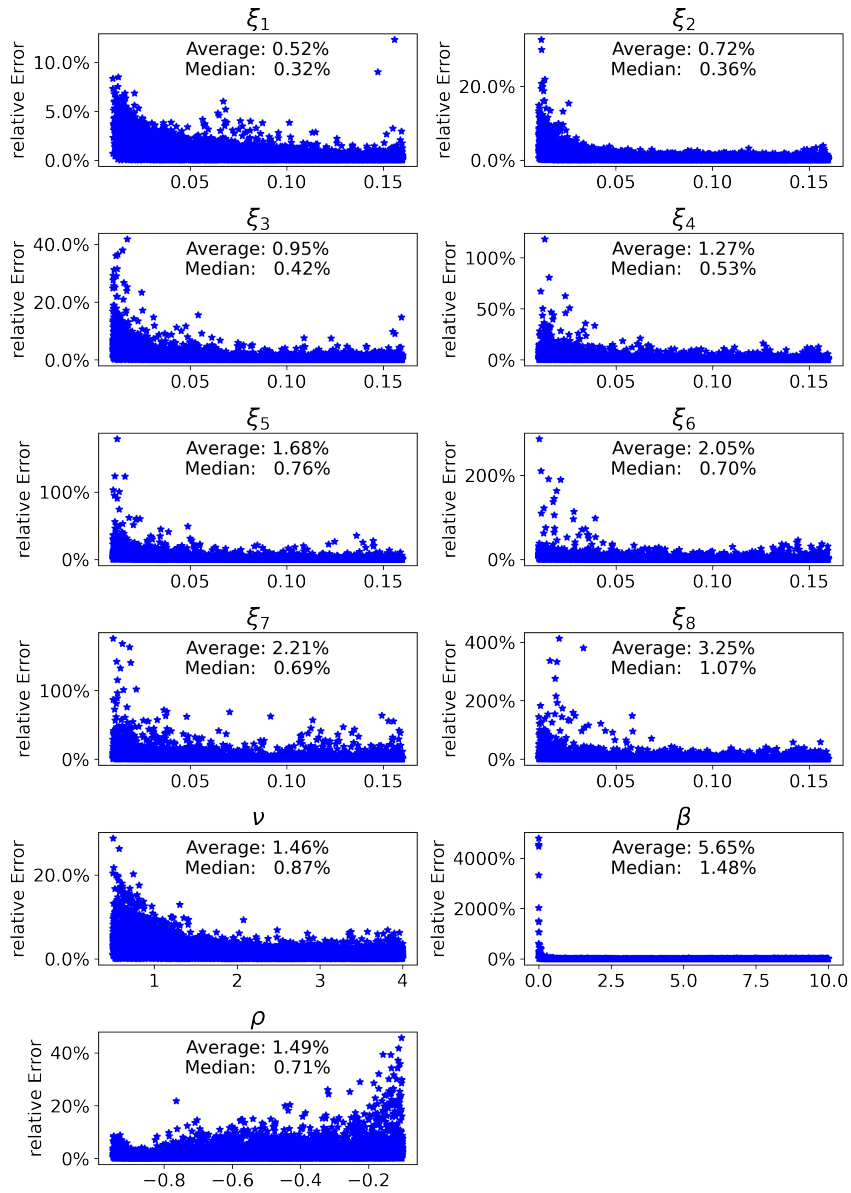 ξ1
Average: 0.52%
Median: 0.32%
relative Error
10.0%
5.0%
0.0%
0.05 0.10 0.15
ξ2
Average: 0.72%
Median: 0.36%
relative Error
20.0%
0.0%
0.05 0.10 0.15
ξ3
Average: 0.95%
Median: 0.42%
relative Error
40.0%
20.0%
0.0%
0.05 0.10 0.15
ξ4
Average: 1.27%
Median: 0.53%
relative Error
100%
50%
0%
0.05 0.10 0.15
ξ5
Average: 1.68%
Median: 0.76%
relative Error
100%
0%
0.05 0.10 0.15
ξ6
Average: 2.05%
Median: 0.70%
relative Error
200%
0%
0.05 0.10 0.15
ξ7
Average: 2.21%
Median: 0.69%
relative Error
100%
0%
0.05 0.10 0.15
ξ8
Average: 3.25%
Median: 1.07%
relative Error
400%
200%
0%
0.05 0.10 0.15
ν
Average: 1.46%
Median: 0.87%
relative Error
20.0%
0.0%
1 2 3 4
β
Average: 5.65%
Median: 1.48%
relative Error
4000%
2000%
0%
0.0 2.5 5.0 7.5 10.0
ρ
Average: 1.49%
Median: 0.71%
relative Error
40%
20%
0%
−0.8 −0.6 −0.4 −0.2